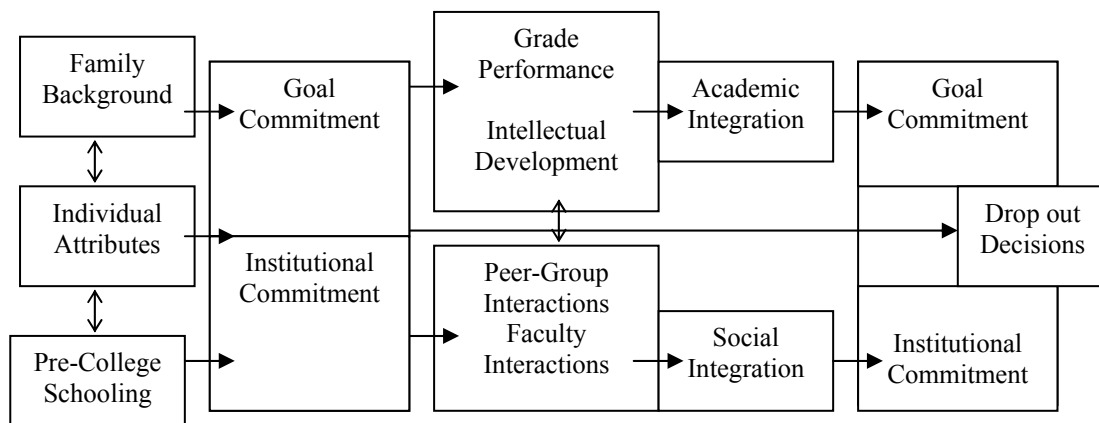 Family
Background
Individual
Attributes
Pre-College
Schooling
Goal
Commitment
Institutional
Commitment
Grade
Performance
Intellectual
Development
Peer-Group
Interactions
Faculty
Interactions
Academic
Integration
Social
Integration
Goal
Commitment
Drop out
Decisions
Institutional
Commitment